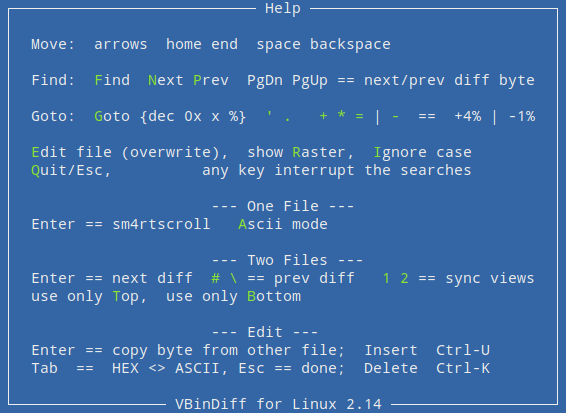 Help
Move:  arrows  home end  space backspace
Find:  Find  Next Prev  PgDn PgUp == next/prev diff byte
Goto:  Goto {dec 0x x %}  ' .   + * = | -  ==  +4% | -1%
Edit file (overwrite),  show Raster,  Ignore case
Quit/Esc,          any key interrupt the searches
--- One File ---
Enter == sm4rtscroll   Ascii mode
--- Two Files ---
Enter == next diff  # \ == prev diff   1 2 == sync views
use only Top,  use only Bottom
--- Edit ---
Enter == copy byte from other file;  Insert  Ctrl-U
Tab  ==  HEX <> ASCII, Esc == done;  Delete  Ctrl-K
VBinDiff for Linux 2.14